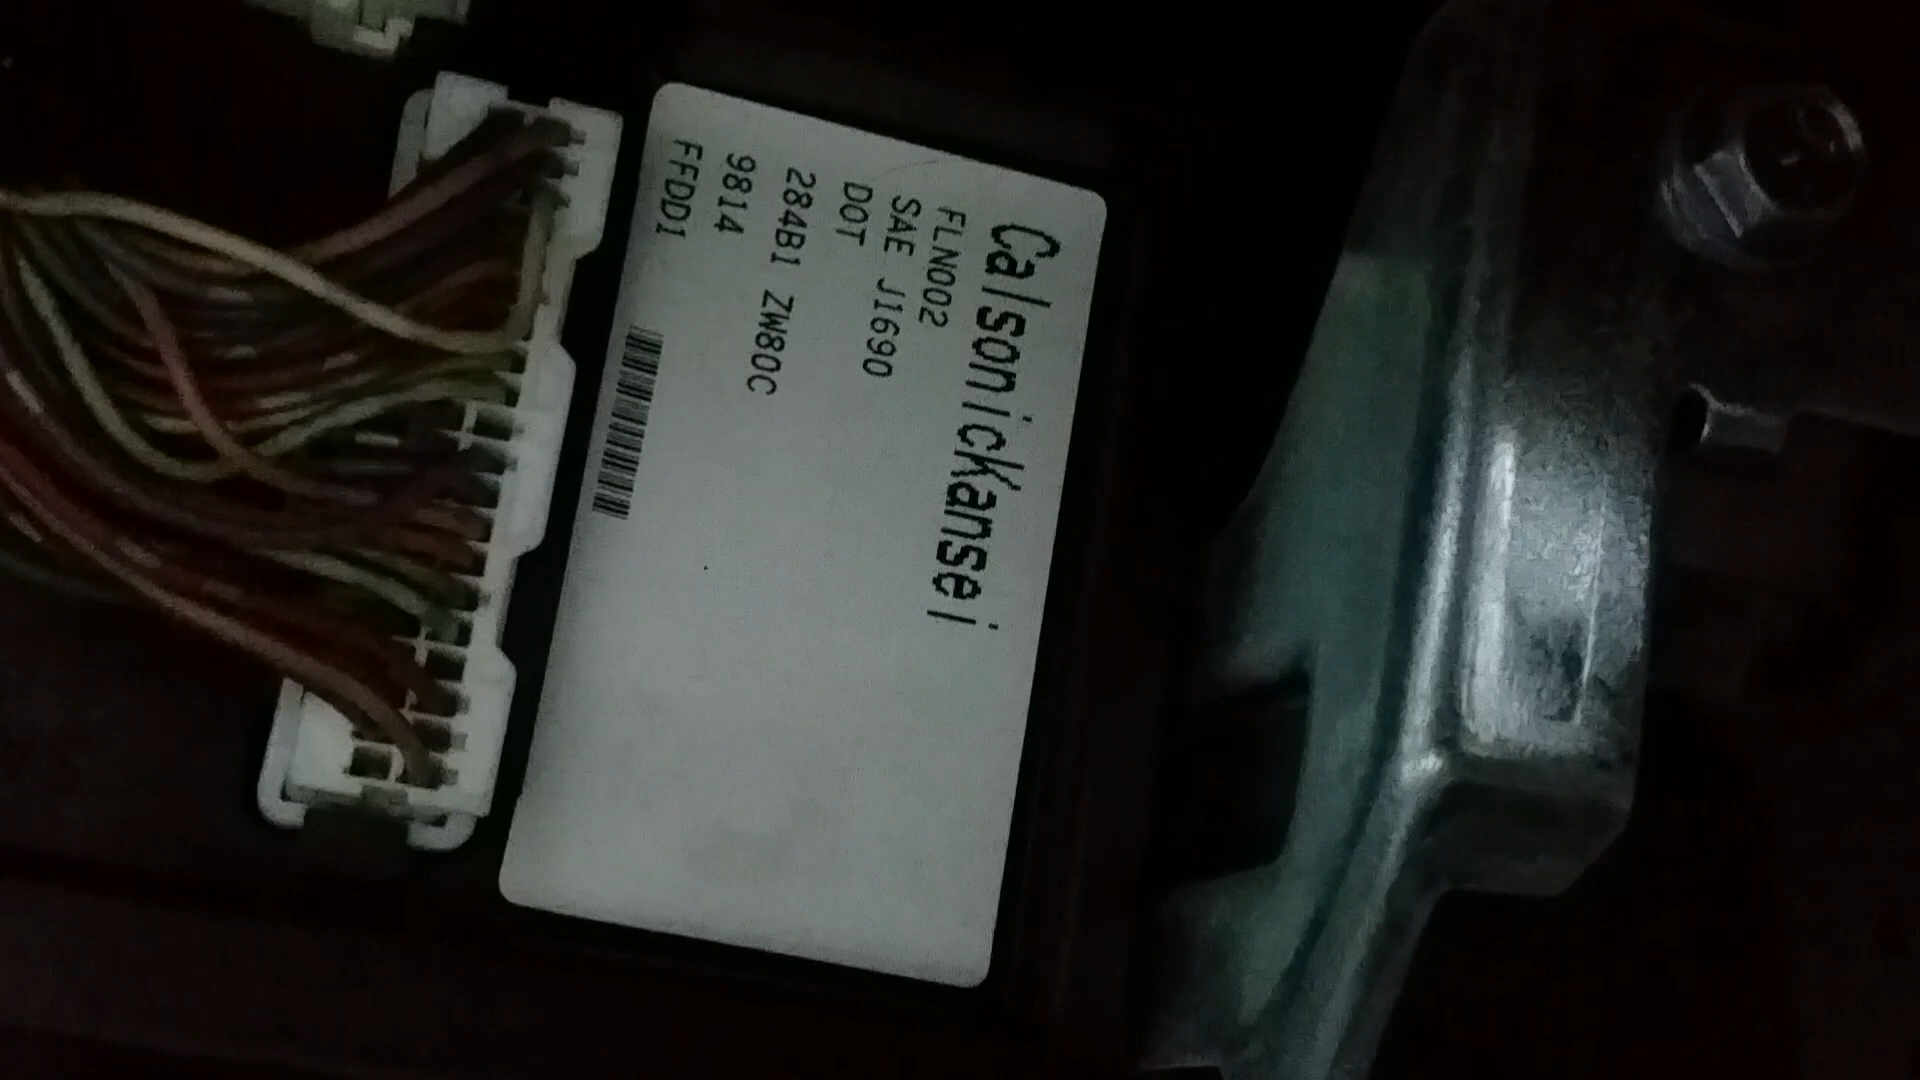 CalsonicKansei
FLN002
SAE J1690
DOT
284B1 ZW80C
9814
FFDD1